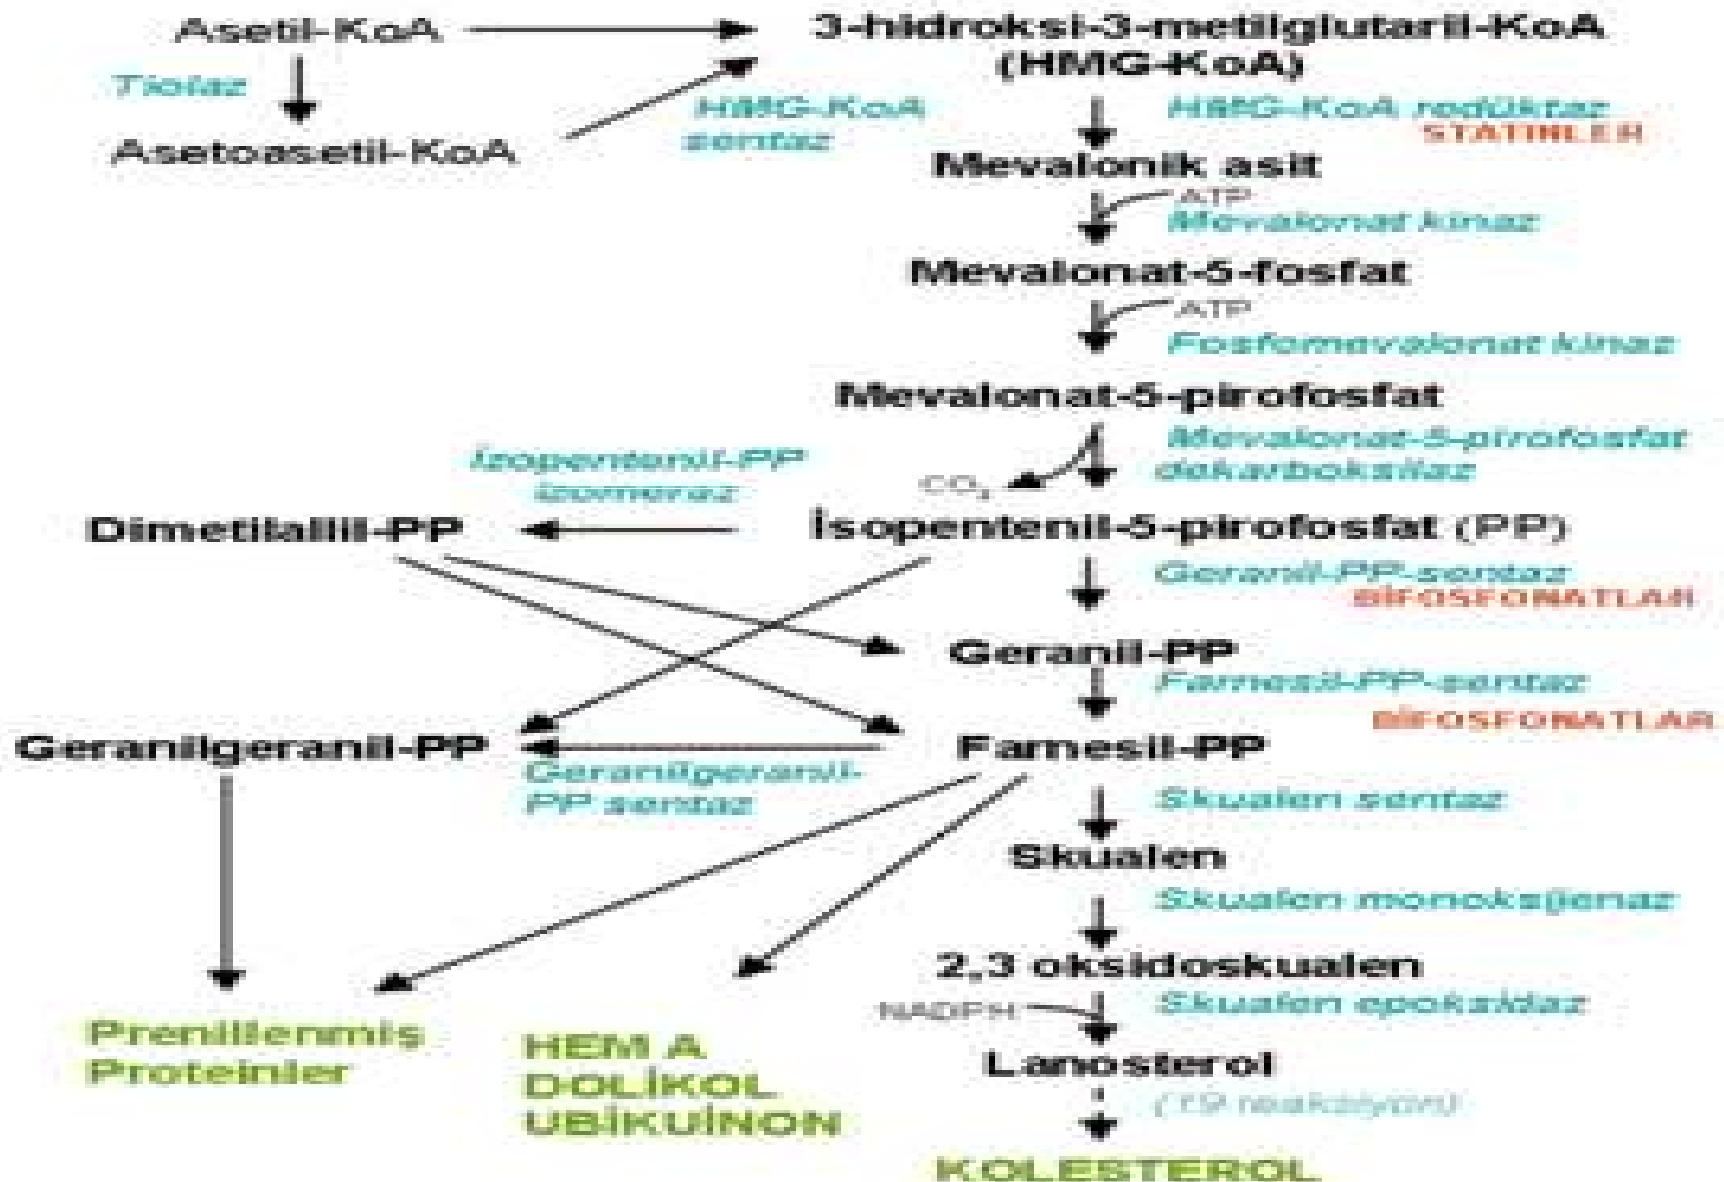 Asetil-KoA
3-hidroksi-3-metilglutaril-KoA
(HMG-KoA)
Tiolaz
HMG-KoA
sentaz
HMG-KoA redüktaz
STATİNLER
Asetoasetil-KoA
Mevalonik asit
ATP
Mevalonat kinaz
Mevalonat-5-fosfat
ATP
Fosfomevalonat kinaz
Mevalonat-5-pirofosfat
Mevalonat-5-pirofosfat
dekarboksilaz
CO₂
İzopentenil-PP
izomeraz
Dimetilallil-PP
İsopentenil-5-pirofosfat (PP)
Geranil-PP-sentaz
BİFOSFONATLAR
Geranil-PP
Farnesil-PP-sentaz
BİFOSFONATLAR
Geranilgeranil-PP
Farnesil-PP
Geranilgeranil-
PP sentaz
Skualen sentaz
Skualen
Skualen monoksijenaz
2,3 oksidoskualen
NADPH
Skualen epoksidaz
Lanosterol
(19 reaksiyon)
Prenillenmiş
Proteinler
HEM A
DOLİKOL
UBİKUİNON
KOLESTEROL